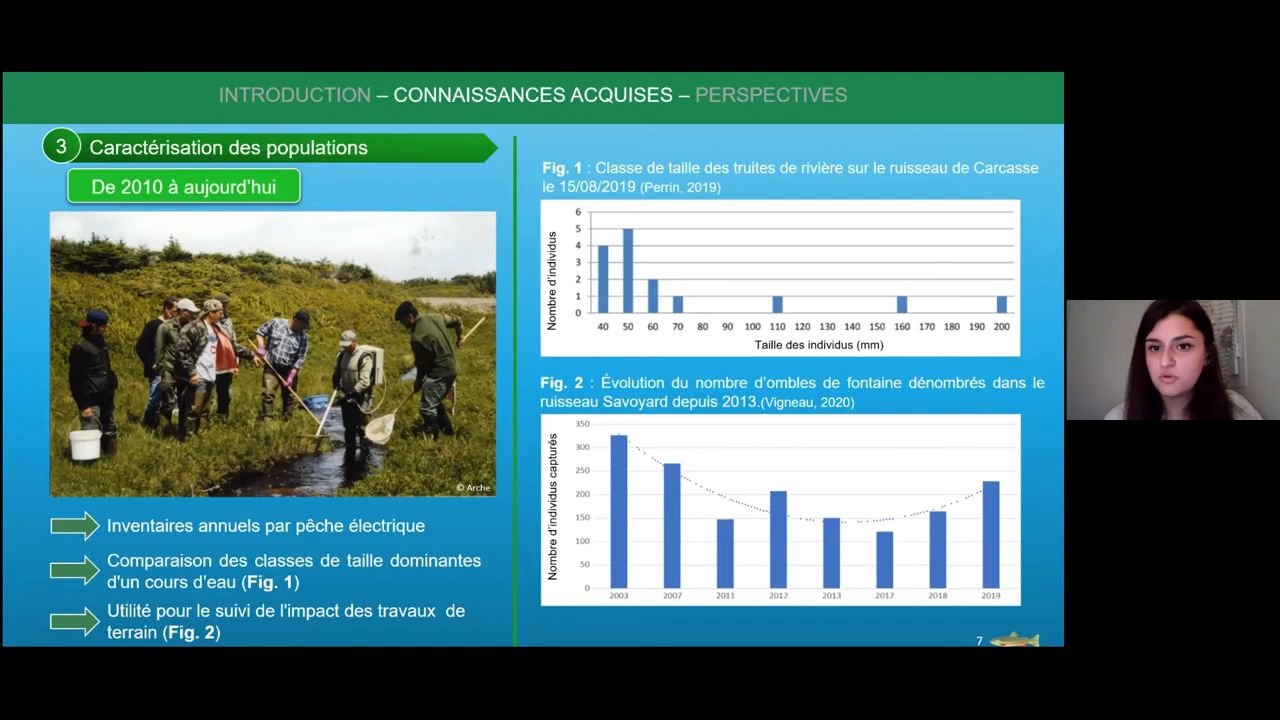 INTRODUCTION – CONNAISSANCES ACQUISES – PERSPECTIVES
3 Caractérisation des populations
De 2010 à aujourd'hui
© Arche
Inventaires annuels par pêche électrique
Comparaison des classes de taille dominantes
d'un cours d'eau (Fig. 1)
Utilité pour le suivi de l'impact des travaux de
terrain (Fig. 2)
Fig. 1 : Classe de taille des truites de rivière sur le ruisseau de Carcasse
le 15/08/2019 (Perrin, 2019)
Nombre d'individus
6
5
4
3
2
1
0
40 50 60 70 80 90 100 110 120 130 140 150 160 170 180 190 200
Taille des individus (mm)
Fig. 2 : Évolution du nombre d'ombles de fontaine dénombrés dans le
ruisseau Savoyard depuis 2013.(Vigneau, 2020)
Nombre d'individus capturés
350
300
250
200
150
100
50
0
2003 2007 2011 2012 2013 2017 2018 2019
7